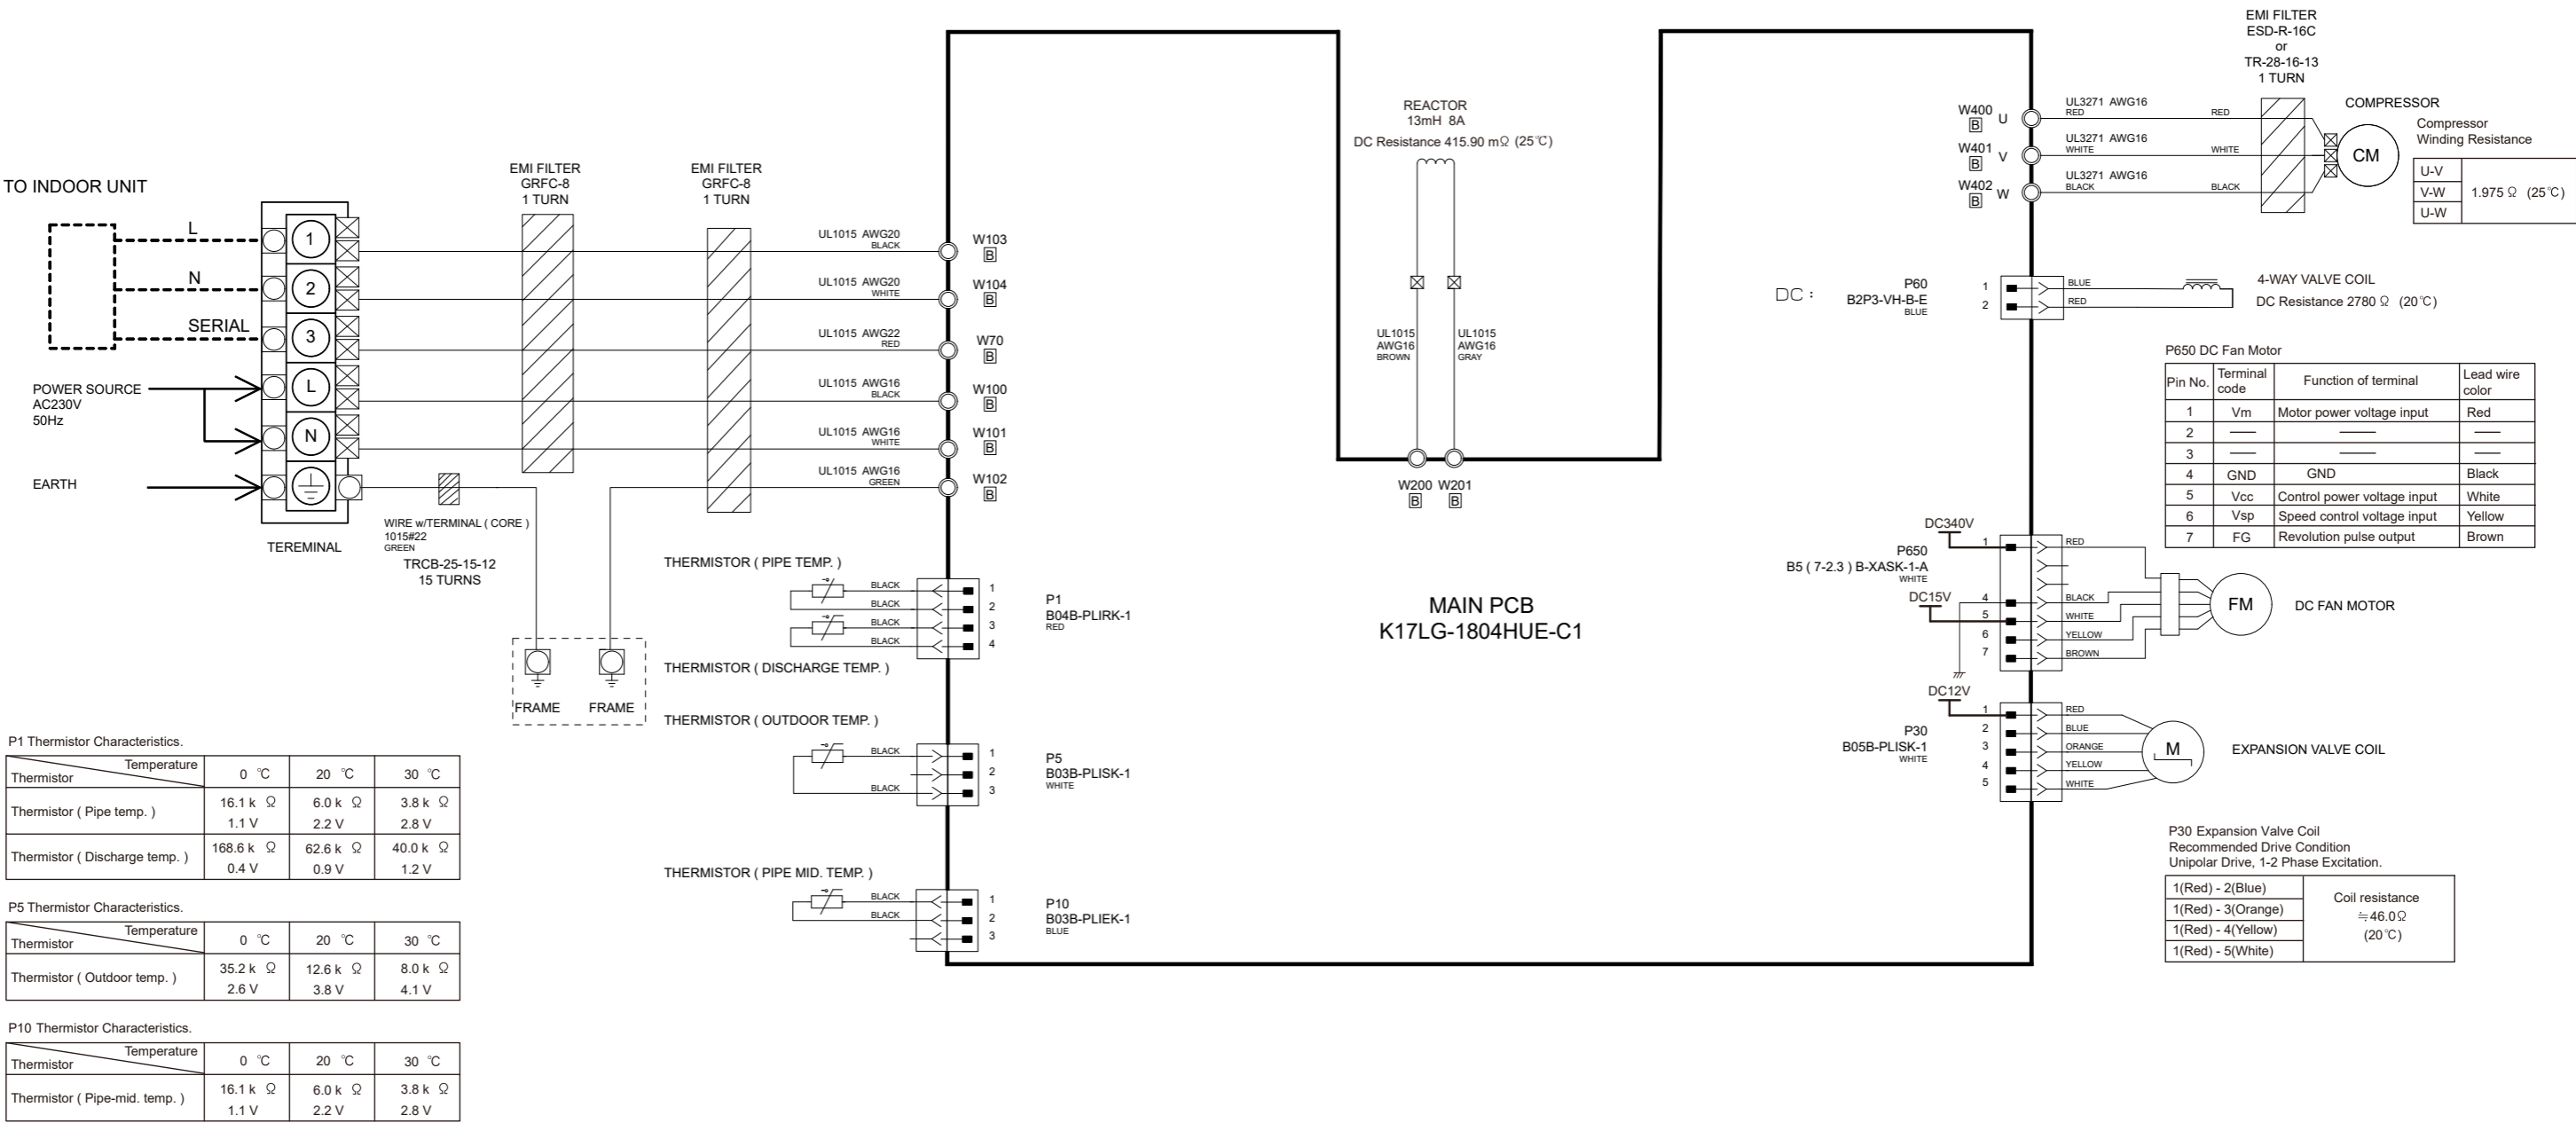 EMI FILTER
ESD-R-16C
or
TR-28-16-13
1 TURN
REACTOR
13mH 8A
DC Resistance 415.90 mΩ (25℃)
W400
B
U
UL3271 AWG16
RED
RED
W401
B
V
UL3271 AWG16
WHITE
WHITE
W402
B
W
UL3271 AWG16
BLACK
BLACK
COMPRESSOR
CM
Compressor
Winding Resistance
U-V
V-W
U-W
1.975 Ω (25℃)
TO INDOOR UNIT
EMI FILTER
GRFC-8
1 TURN
EMI FILTER
GRFC-8
1 TURN
L
1
UL1015 AWG20
BLACK
W103
B
N
2
UL1015 AWG20
WHITE
W104
B
SERIAL
3
UL1015 AWG22
RED
W70
B
POWER SOURCE
AC230V
50Hz
L
UL1015 AWG16
BLACK
W100
B
N
UL1015 AWG16
WHITE
W101
B
EARTH
UL1015 AWG16
GREEN
W102
B
TEREMINAL
WIRE w/TERMINAL ( CORE )
1015#22
GREEN
TRCB-25-15-12
15 TURNS
FRAME
FRAME
UL1015
AWG16
BROWN
UL1015
AWG16
GRAY
W200
B
W201
B
DC :
P60
B2P3-VH-B-E
BLUE
1
2
BLUE
RED
4-WAY VALVE COIL
DC Resistance 2780 Ω (20℃)
P650 DC Fan Motor
Pin No. Terminal code Function of terminal Lead wire color
1 Vm Motor power voltage input Red
2 — — —
3 — — —
4 GND GND Black
5 Vcc Control power voltage input White
6 Vsp Speed control voltage input Yellow
7 FG Revolution pulse output Brown
THERMISTOR ( PIPE TEMP. )
BLACK
BLACK
BLACK
BLACK
1
2
3
4
P1
B04B-PLIRK-1
RED
THERMISTOR ( DISCHARGE TEMP. )
THERMISTOR ( OUTDOOR TEMP. )
BLACK
BLACK
1
2
3
P5
B03B-PLISK-1
WHITE
THERMISTOR ( PIPE MID. TEMP. )
BLACK
BLACK
1
2
3
P10
B03B-PLIEK-1
BLUE
MAIN PCB
K17LG-1804HUE-C1
DC340V
P650
B5 ( 7-2.3 ) B-XASK-1-A
WHITE
DC15V
1
4
5
6
7
RED
BLACK
WHITE
YELLOW
BROWN
FM
DC FAN MOTOR
DC12V
P30
B05B-PLISK-1
WHITE
1
2
3
4
5
RED
BLUE
ORANGE
YELLOW
WHITE
M
EXPANSION VALVE COIL
P30 Expansion Valve Coil
Recommended Drive Condition
Unipolar Drive, 1-2 Phase Excitation.
1(Red) - 2(Blue)
1(Red) - 3(Orange)
1(Red) - 4(Yellow)
1(Red) - 5(White)
Coil resistance
≒46.0Ω
(20℃)
P1 Thermistor Characteristics.
Temperature
Thermistor
0 ℃ 20 ℃ 30 ℃
Thermistor ( Pipe temp. )
16.1 k Ω 6.0 k Ω 3.8 k Ω
1.1 V 2.2 V 2.8 V
Thermistor ( Discharge temp. )
168.6 k Ω 62.6 k Ω 40.0 k Ω
0.4 V 0.9 V 1.2 V
P5 Thermistor Characteristics.
Temperature
Thermistor
0 ℃ 20 ℃ 30 ℃
Thermistor ( Outdoor temp. )
35.2 k Ω 12.6 k Ω 8.0 k Ω
2.6 V 3.8 V 4.1 V
P10 Thermistor Characteristics.
Temperature
Thermistor
0 ℃ 20 ℃ 30 ℃
Thermistor ( Pipe-mid. temp. )
16.1 k Ω 6.0 k Ω 3.8 k Ω
1.1 V 2.2 V 2.8 V